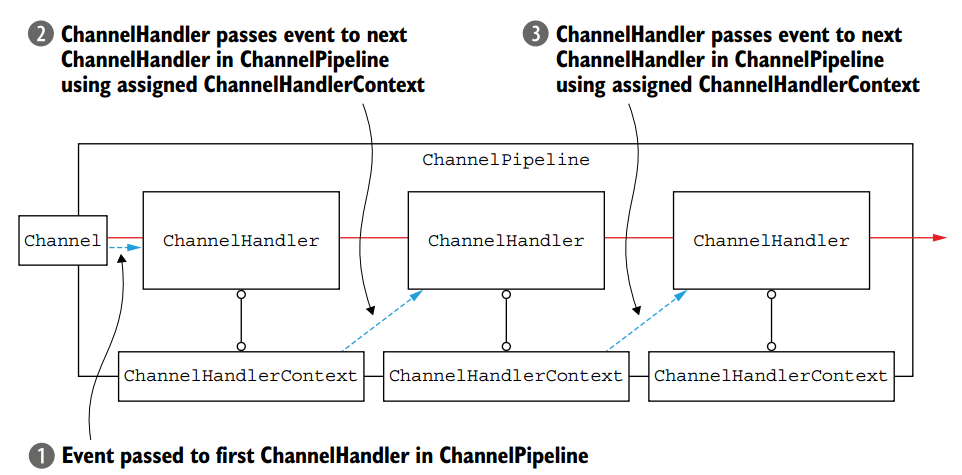 2 ChannelHandler passes event to next
ChannelHandler in ChannelPipeline
using assigned ChannelHandlerContext
3 ChannelHandler passes event to next
ChannelHandler in ChannelPipeline
using assigned ChannelHandlerContext
ChannelPipeline
Channel
ChannelHandler
ChannelHandler
ChannelHandler
ChannelHandlerContext
ChannelHandlerContext
ChannelHandlerContext
1 Event passed to first ChannelHandler in ChannelPipeline